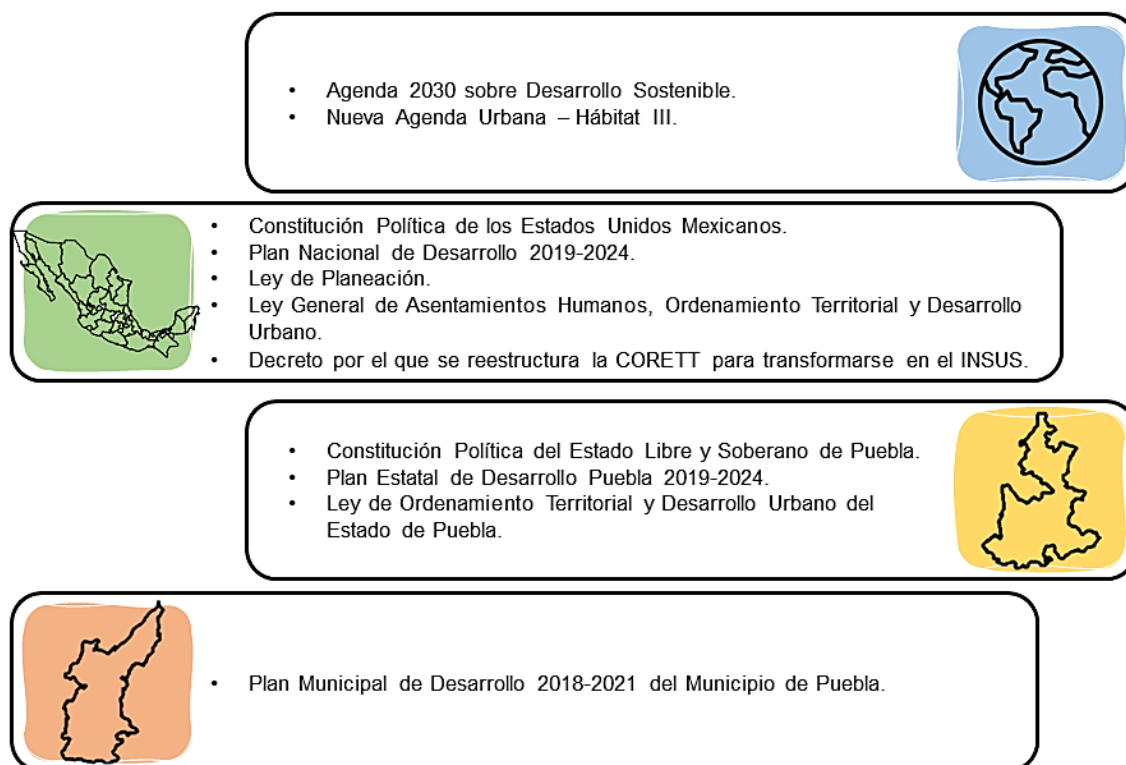 • Agenda 2030 sobre Desarrollo Sostenible.
• Nueva Agenda Urbana – Hábitat III.
• Constitución Política de los Estados Unidos Mexicanos.
• Plan Nacional de Desarrollo 2019-2024.
• Ley de Planeación.
• Ley General de Asentamientos Humanos, Ordenamiento Territorial y Desarrollo
Urbano.
• Decreto por el que se reestructura la CORETT para transformarse en el INSUS.
• Constitución Política del Estado Libre y Soberano de Puebla.
• Plan Estatal de Desarrollo Puebla 2019-2024.
• Ley de Ordenamiento Territorial y Desarrollo Urbano del
Estado de Puebla.
• Plan Municipal de Desarrollo 2018-2021 del Municipio de Puebla.